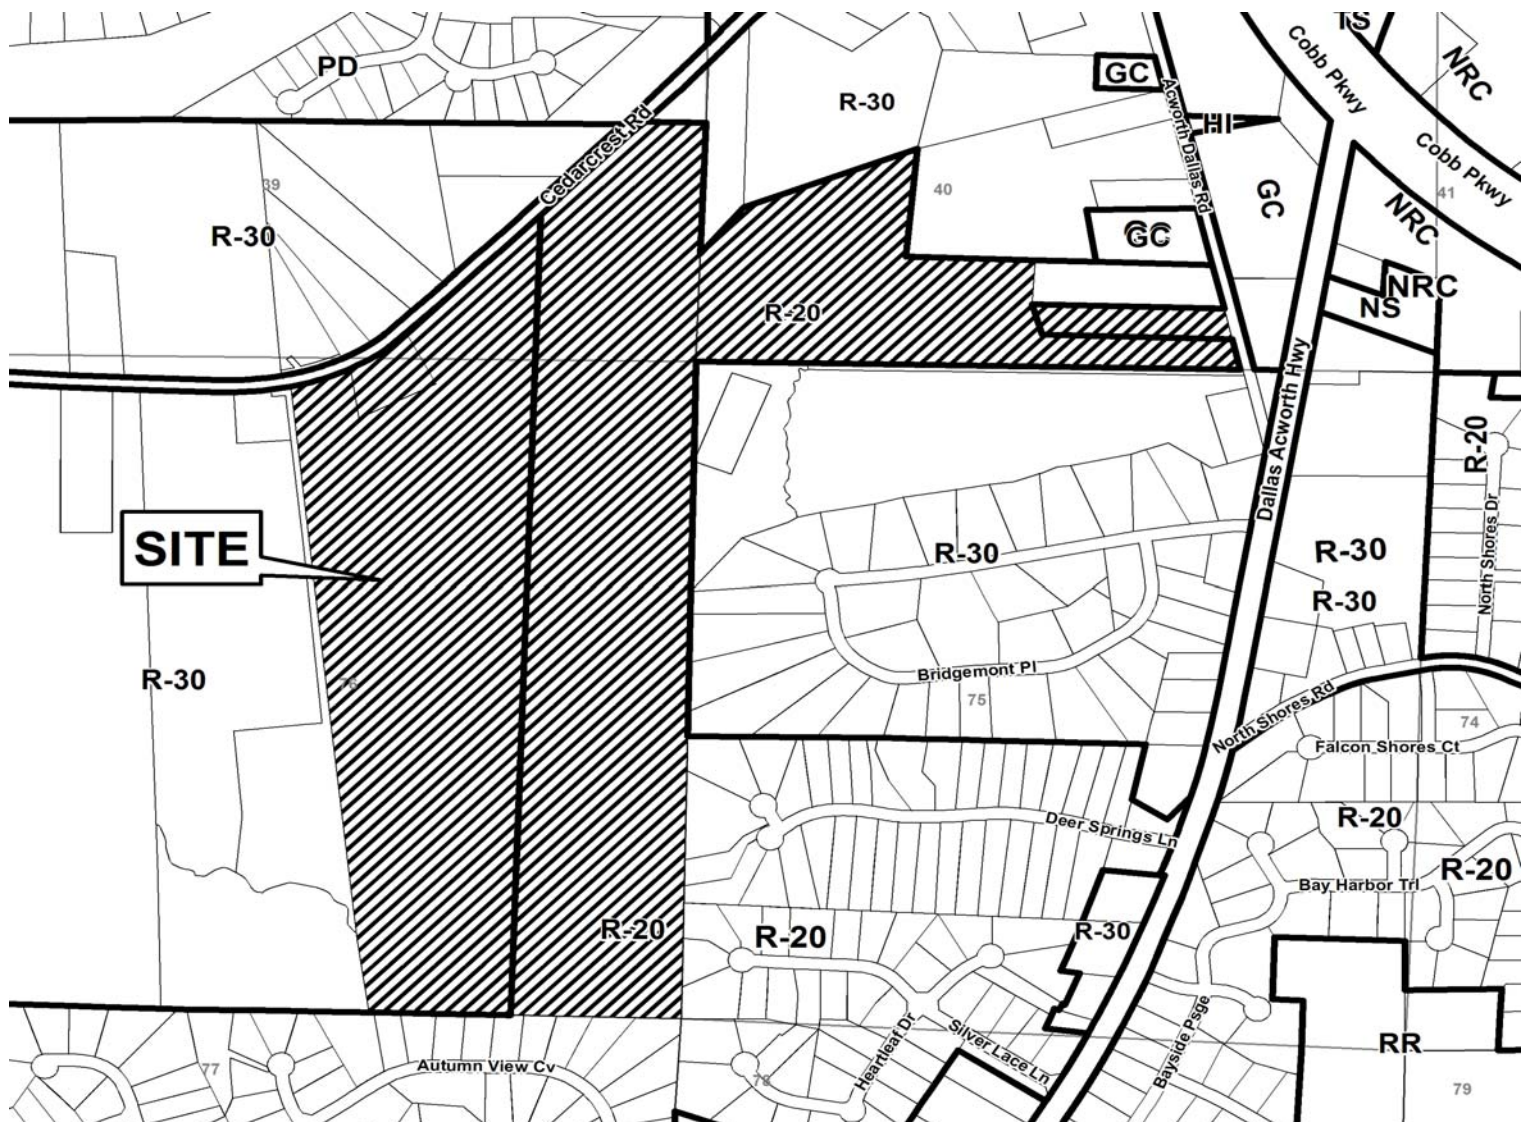 TS
Cobb Pkwy
NRC
PD
GC
R-30
Acworth Dallas Rd
HI
Cedarcrest Rd
Cobb Pkwy
39
40
41
GC
NRC
R-30
GC
NRC
NS
R-20
Dallas Acworth Hwy
R-20
SITE
North Shores Dr
R-30
R-30
R-30
Bridgemont Pl
R-30
76
75
North Shores Rd
74
Falcon Shores Ct
Deer Springs Ln
R-20
R-20
Bay Harbor Trl
R-20
R-20
R-30
Heartleaf Dr
Silver Lace Ln
Bayside Psge
RR
Autumn View Cv
77
78
79